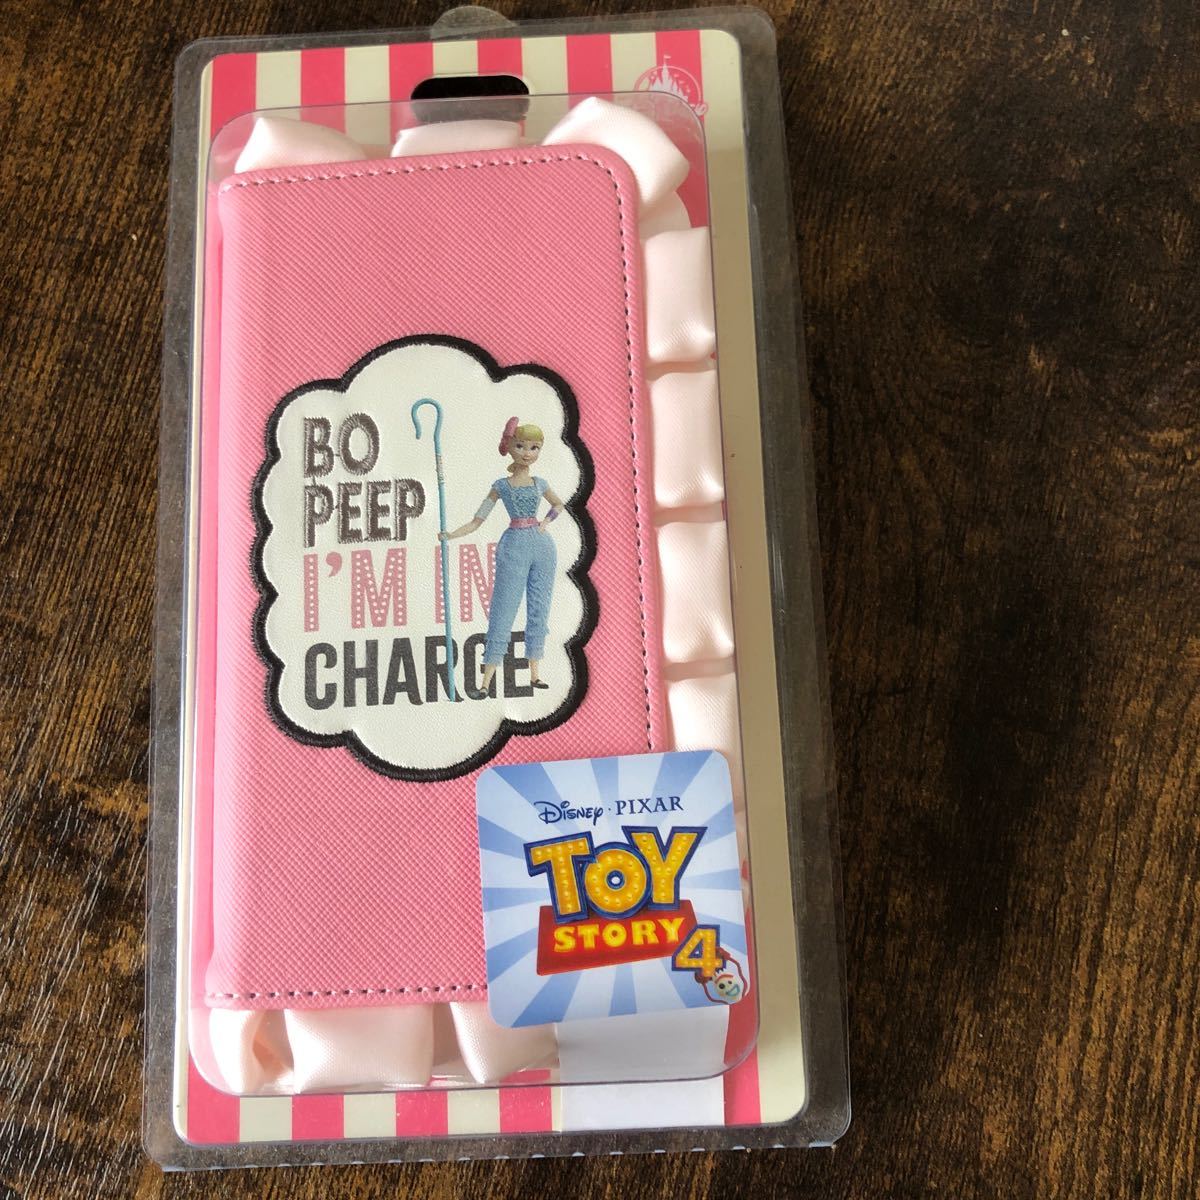 BO
PEEP
I'M IN
CHARGE
Disney · PIXAR
TOY
STORY
4